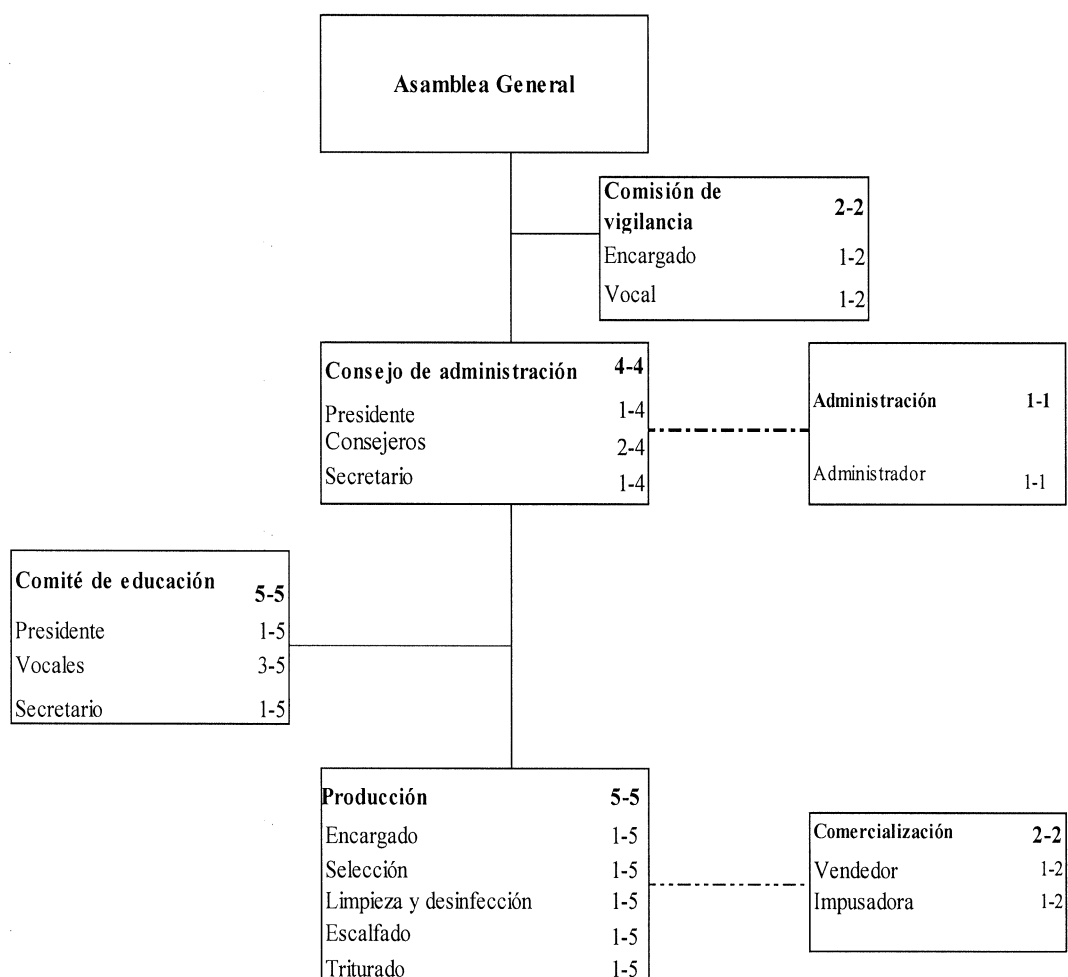 Asamblea General
Comisión de
vigilancia 2-2
Encargado 1-2
Vocal 1-2
Consejo de administración 4-4
Presidente 1-4
Consejeros 2-4
Secretario 1-4
Administración 1-1
Administrador 1-1
Comité de educación 5-5
Presidente 1-5
Vocales 3-5
Secretario 1-5
Producción 5-5
Encargado 1-5
Selección 1-5
Limpieza y desinfección 1-5
Escalfado 1-5
Triturado 1-5
Comercialización 2-2
Vendedor 1-2
Impusadora 1-2